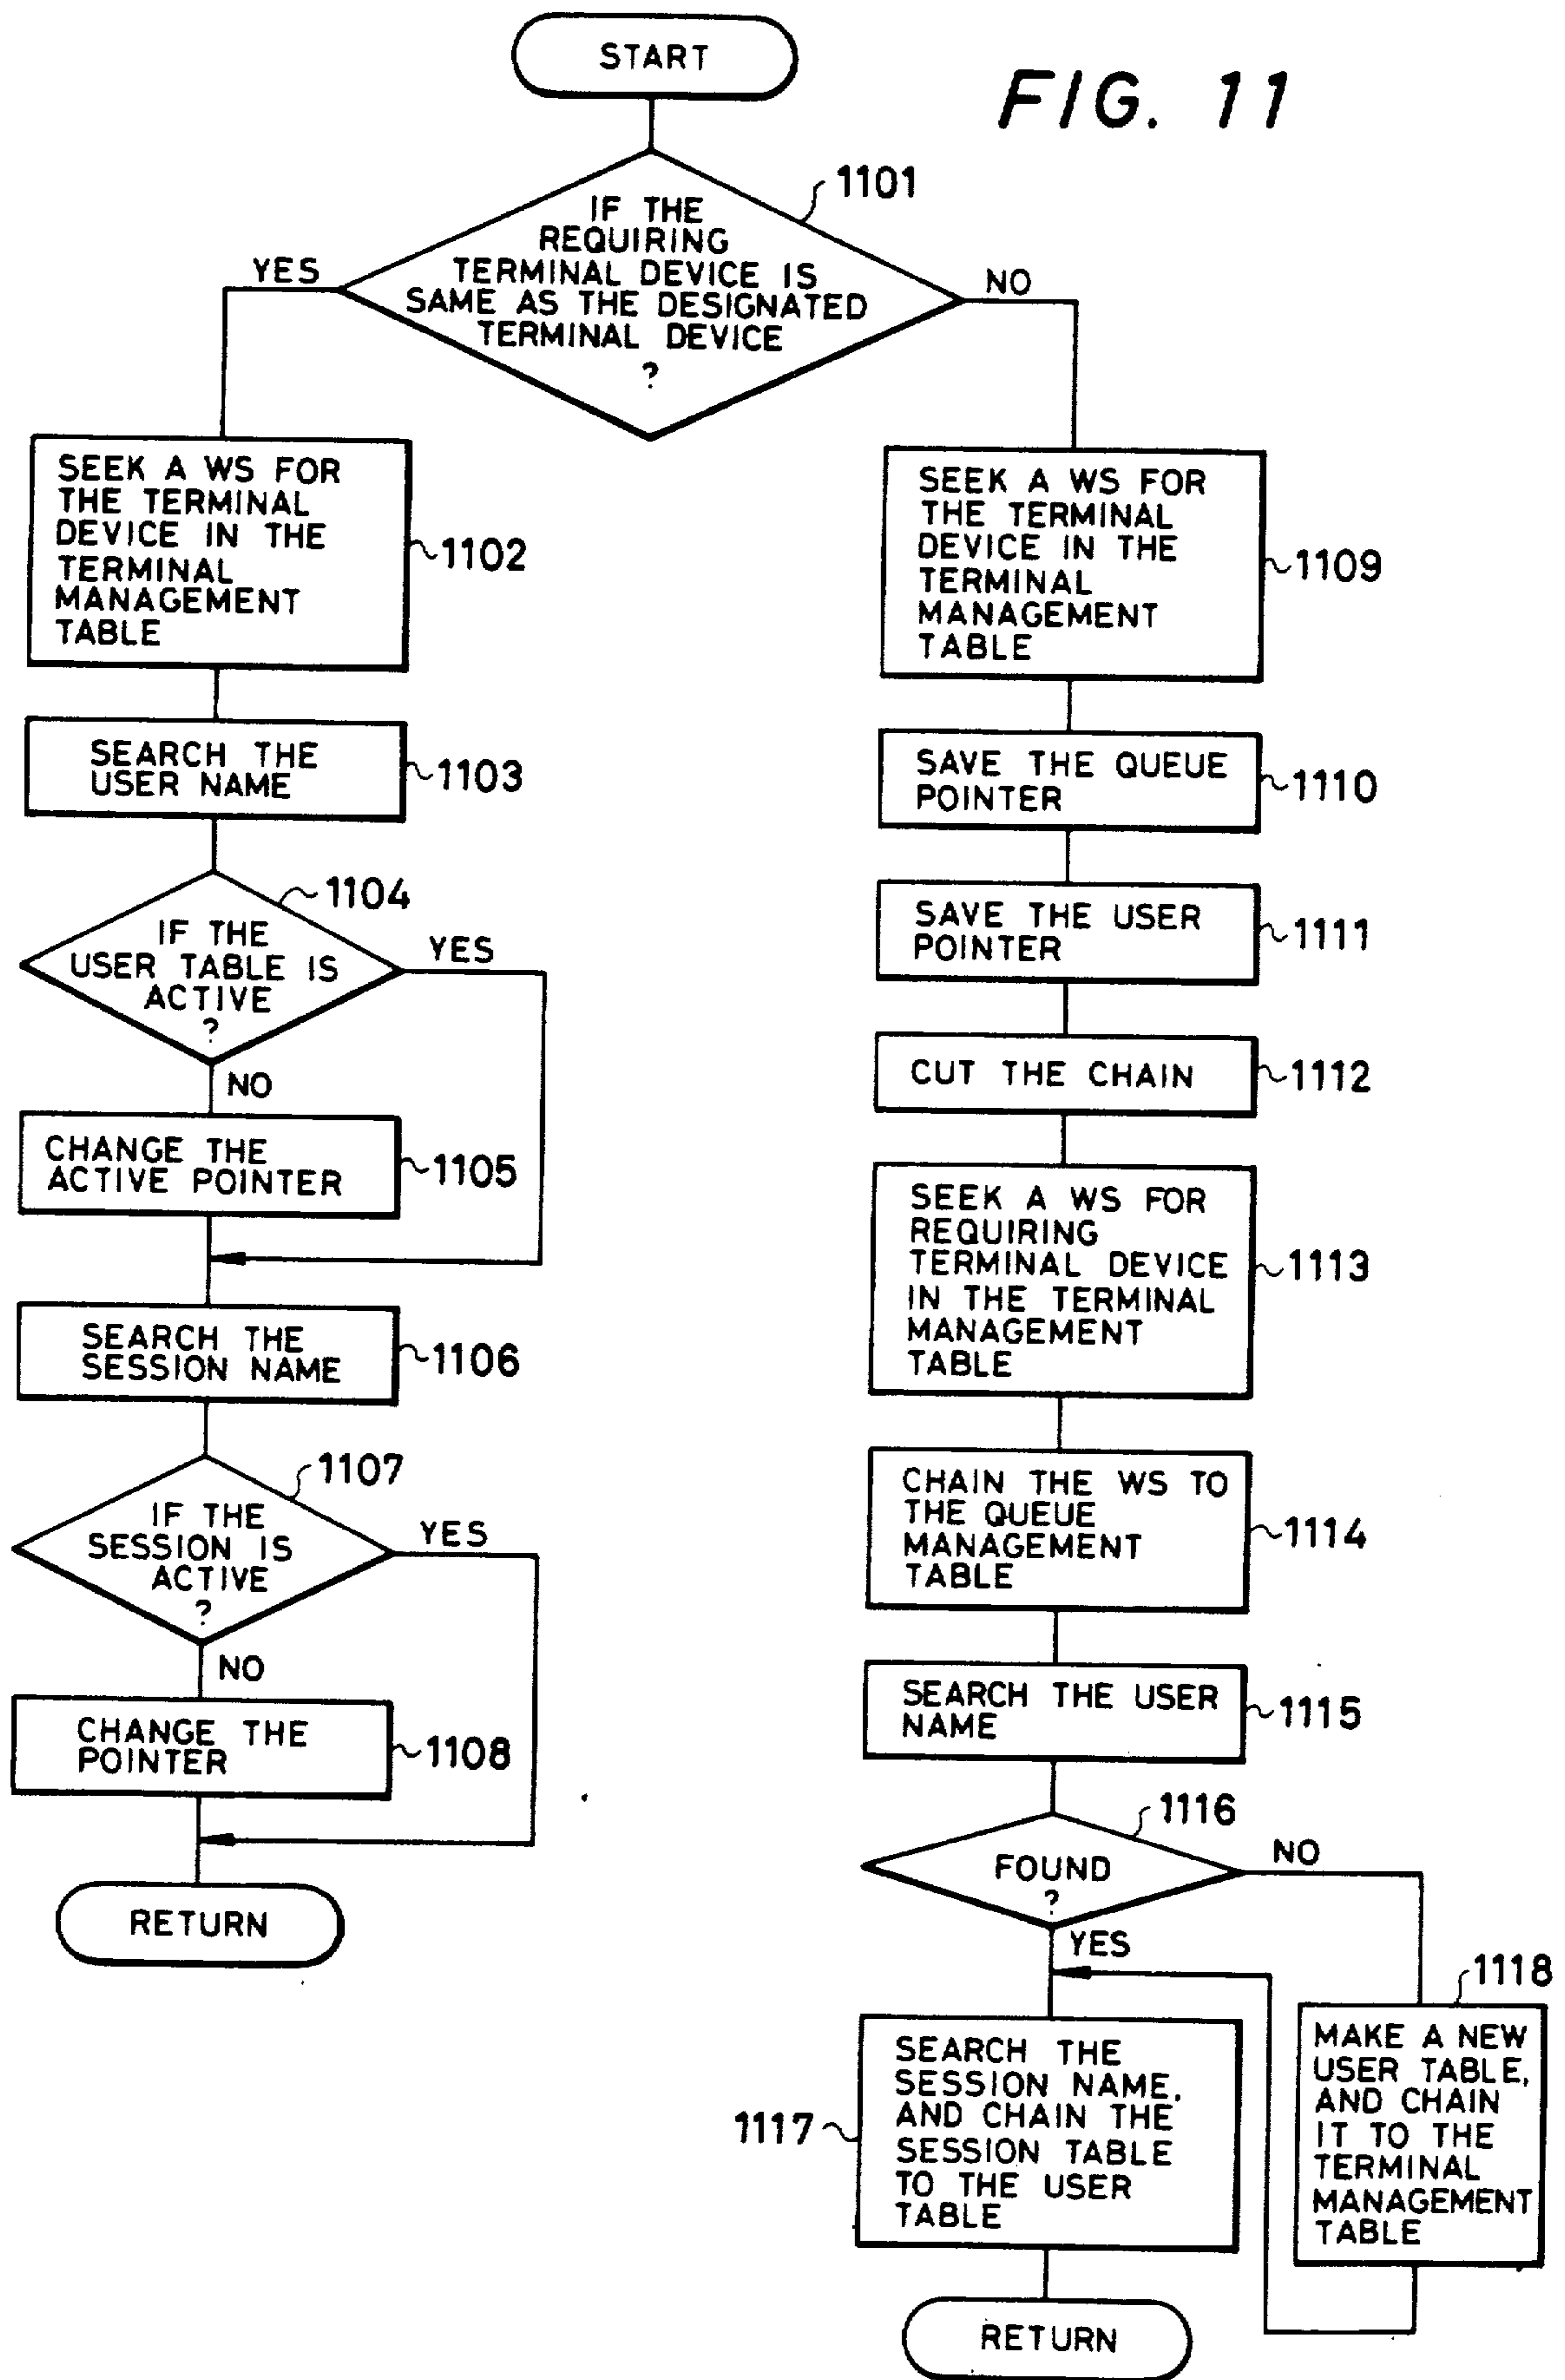 START
FIG. 11
1101
IF THE
REQUIRING
TERMINAL DEVICE IS
SAME AS THE DESIGNATED
TERMINAL DEVICE
?
YES
NO
SEEK A WS FOR
THE TERMINAL
DEVICE IN THE
TERMINAL
MANAGEMENT
TABLE
1102
SEARCH THE
USER NAME
1103
1104
IF THE
USER TABLE IS
ACTIVE
?
YES
NO
CHANGE THE
ACTIVE POINTER
1105
SEARCH THE
SESSION NAME
1106
1107
IF THE
SESSION IS
ACTIVE
?
YES
NO
CHANGE THE
POINTER
1108
RETURN
SEEK A WS FOR
THE TERMINAL
DEVICE IN THE
TERMINAL
MANAGEMENT
TABLE
1109
SAVE THE QUEUE
POINTER
1110
SAVE THE USER
POINTER
1111
CUT THE CHAIN
1112
SEEK A WS FOR
REQUIRING
TERMINAL DEVICE
IN THE TERMINAL
MANAGEMENT
TABLE
1113
CHAIN THE WS TO
THE QUEUE
MANAGEMENT
TABLE
1114
SEARCH THE USER
NAME
1115
1116
FOUND
?
NO
YES
1118
MAKE A NEW
USER TABLE,
AND CHAIN
IT TO THE
TERMINAL
MANAGEMENT
TABLE
1117
SEARCH THE
SESSION NAME,
AND CHAIN THE
SESSION TABLE
TO THE USER
TABLE
RETURN